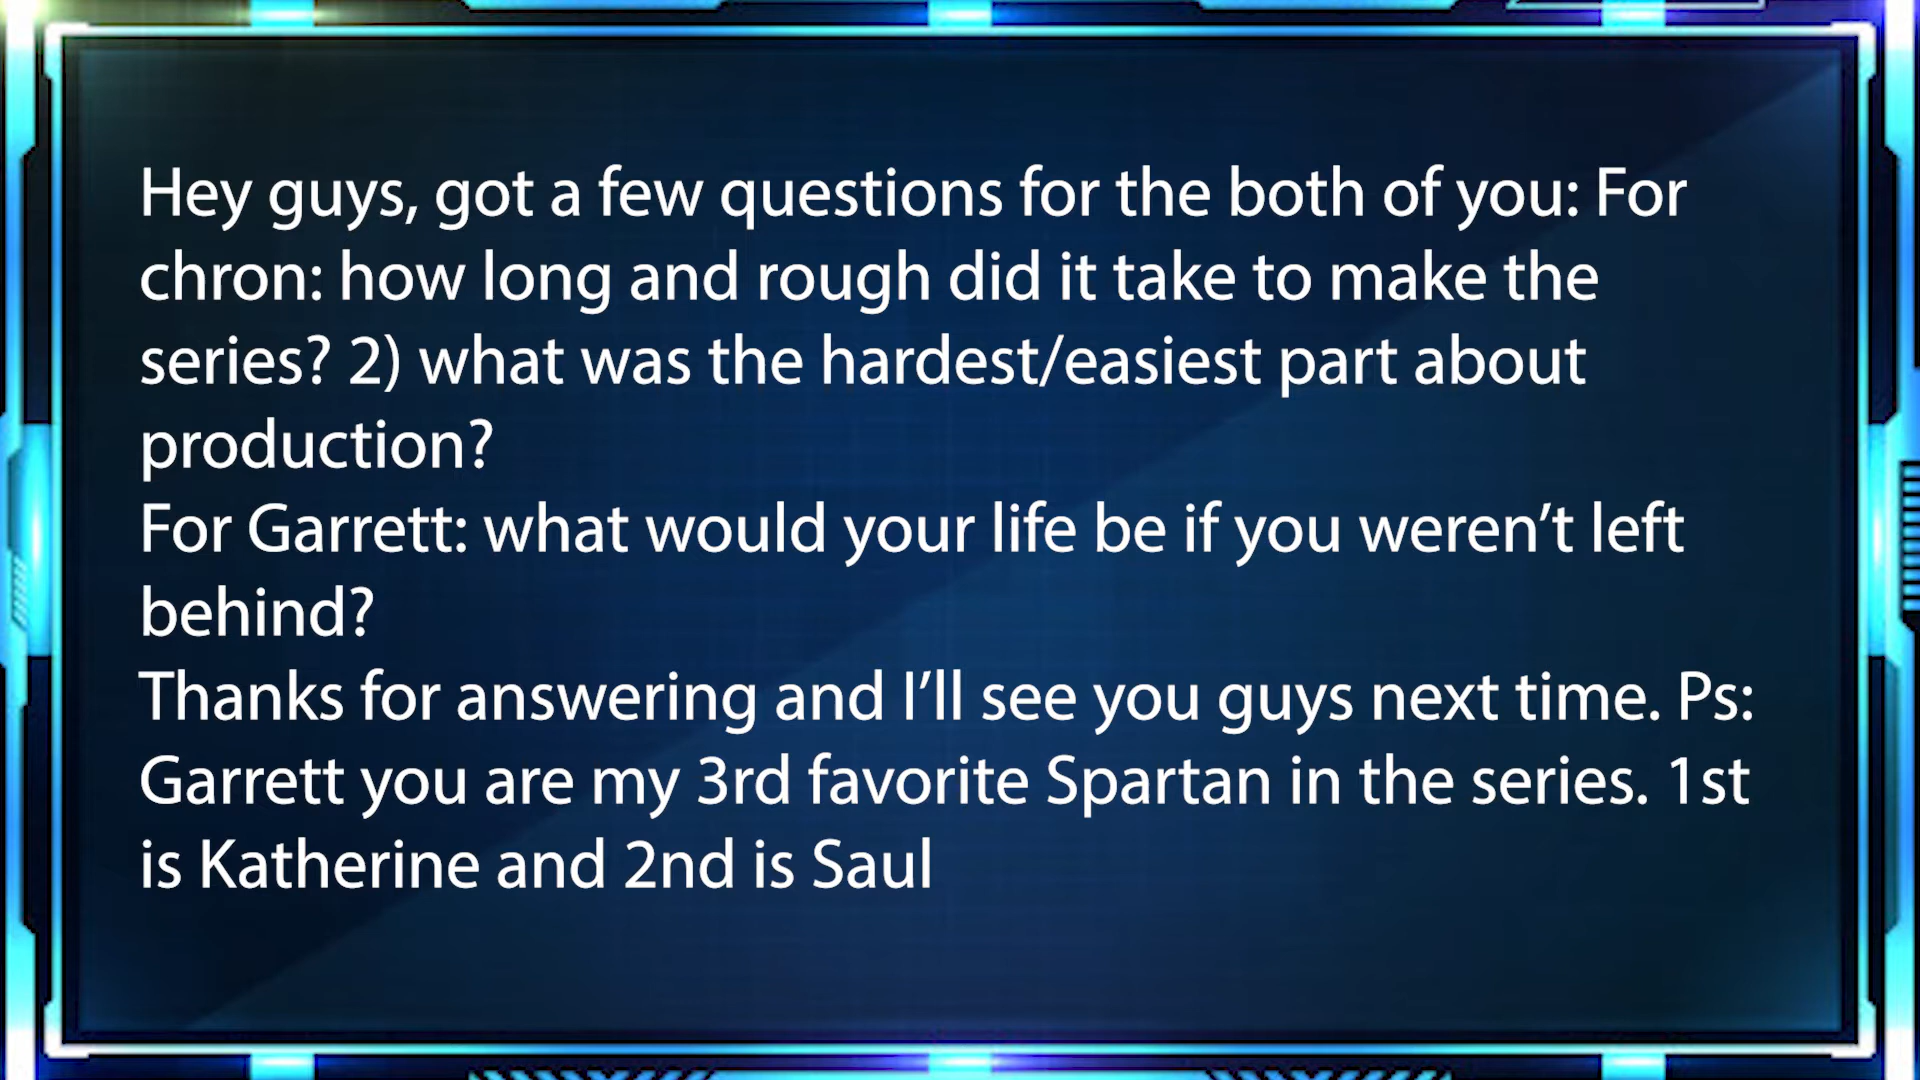 Hey guys, got a few questions for the both of you: For
chron: how long and rough did it take to make the
series? 2) what was the hardest/easiest part about
production?
For Garrett: what would your life be if you weren’t left
behind?
Thanks for answering and I’ll see you guys next time. Ps:
Garrett you are my 3rd favorite Spartan in the series. 1st
is Katherine and 2nd is Saul